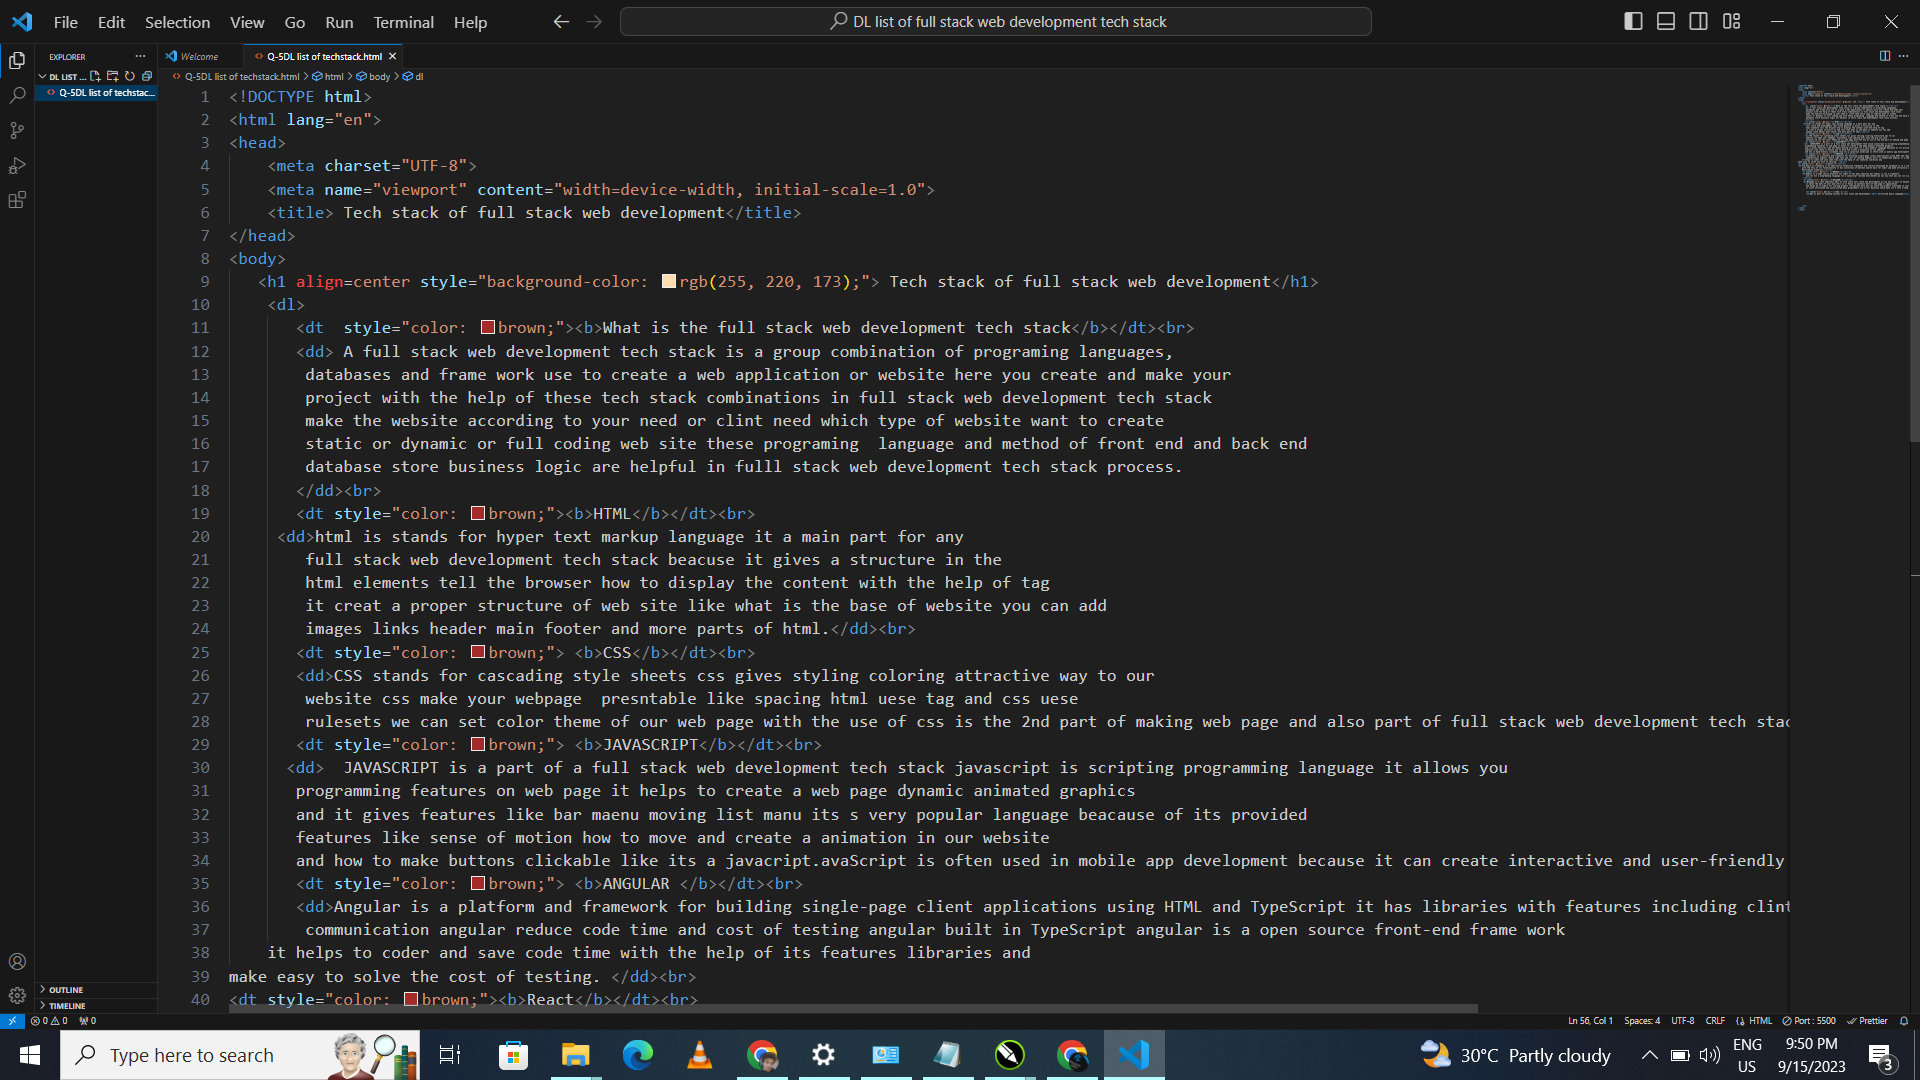 File Edit Selection View Go Run Terminal Help
DL list of full stack web development tech stack
EXPLORER
Welcome
Q-5DL list of techstack.html
DL LIST ...
Q-5DL list of techstack.html > html > body > dl
Q-5DL list of techstac...
1 <!DOCTYPE html>
2 <html lang="en">
3 <head>
4 <meta charset="UTF-8">
5 <meta name="viewport" content="width=device-width, initial-scale=1.0">
6 <title> Tech stack of full stack web development</title>
7 </head>
8 <body>
9 <h1 align=center style="background-color: rgb(255, 220, 173);"> Tech stack of full stack web development</h1>
10 <dl>
11 <dt  style="color: brown;"><b>What is the full stack web development tech stack</b></dt><br>
12 <dd> A full stack web development tech stack is a group combination of programing languages,
13 databases and frame work use to create a web application or website here you create and make your
14 project with the help of these tech stack combinations in full stack web development tech stack
15 make the website according to your need or clint need which type of website want to create
16 static or dynamic or full coding web site these programing  language and method of front end and back end
17 database store business logic are helpful in fulll stack web development tech stack process.
18 </dd><br>
19 <dt style="color: brown;"><b>HTML</b></dt><br>
20 <dd>html is stands for hyper text markup language it a main part for any
21 full stack web development tech stack beacuse it gives a structure in the
22 html elements tell the browser how to display the content with the help of tag
23 it creat a proper structure of web site like what is the base of website you can add
24 images links header main footer and more parts of html.</dd><br>
25 <dt style="color: brown;"> <b>CSS</b></dt><br>
26 <dd>CSS stands for cascading style sheets css gives styling coloring attractive way to our
27 website css make your webpage  presntable like spacing html uese tag and css uese
28 rulesets we can set color theme of our web page with the use of css is the 2nd part of making web page and also part of full stack web development tech stac
29 <dt style="color: brown;"> <b>JAVASCRIPT</b></dt><br>
30 <dd>  JAVASCRIPT is a part of a full stack web development tech stack javascript is scripting programming language it allows you
31 programming features on web page it helps to create a web page dynamic animated graphics
32 and it gives features like bar maenu moving list manu its s very popular language beacause of its provided
33 features like sense of motion how to move and create a animation in our website
34 and how to make buttons clickable like its a javacript.avaScript is often used in mobile app development because it can create interactive and user-friendly
35 <dt style="color: brown;"> <b>ANGULAR </b></dt><br>
36 <dd>Angular is a platform and framework for building single-page client applications using HTML and TypeScript it has libraries with features including clint
37 communication angular reduce code time and cost of testing angular built in TypeScript angular is a open source front-end frame work
38 it helps to coder and save code time with the help of its features libraries and
39 make easy to solve the cost of testing. </dd><br>
40 <dt style="color: brown;"><b>React</b></dt><br>
OUTLINE
TIMELINE
0 0 0
Ln 56, Col 1 Spaces: 4 UTF-8 CRLF HTML Port : 5500 Prettier
Type here to search
30°C Partly cloudy
ENG
US
9:50 PM
9/15/2023
3